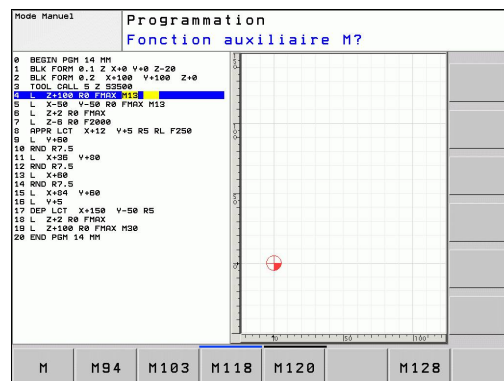 Mode Manuel
Programmation
Fonction auxiliaire M?
0 BEGIN PGM 14 MM
1 BLK FORM 0.1 Z X+0 Y+0 Z-20
2 BLK FORM 0.2 X+100 Y+100 Z+0
3 TOOL CALL 5 Z S3500
4 L Z+100 R0 FMAX M13
5 L X-50 Y-50 R0 FMAX M13
6 L Z+2 R0 FMAX
7 L Z-6 R0 F2000
8 APPR LCT X+12 Y+5 R5 RL F250
9 L Y+60
10 RND R7.5
11 L X+36 Y+80
12 RND R7.5
13 L X+60
14 RND R7.5
15 L X+84 Y+60
16 L Y+5
17 DEP LCT X+150 Y-50 R5
18 L Z+2 R0 FMAX
19 L Z+100 R0 FMAX M30
20 END PGM 14 MM
0 50 100
M M94 M103 M118 M120 M128